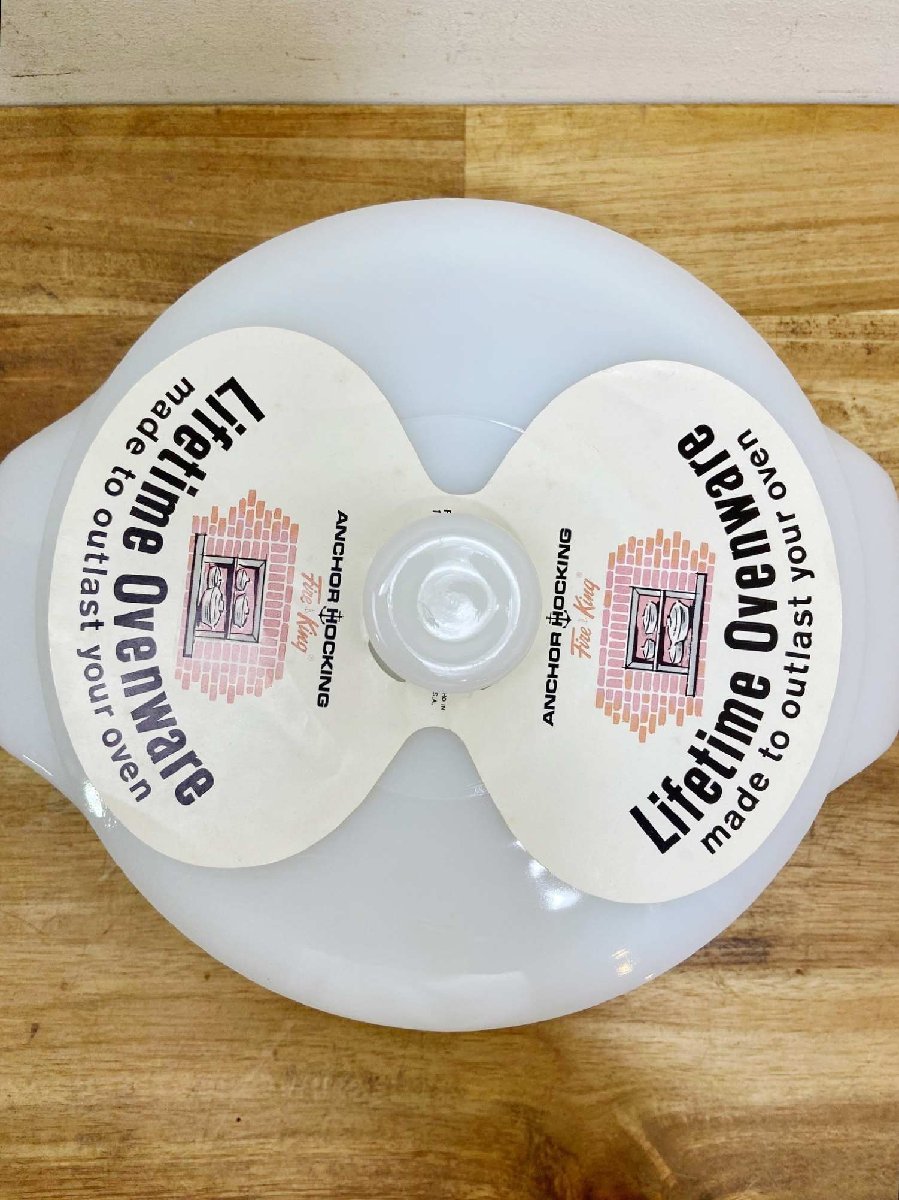 Lifetime Ovenware
made to outlast your oven
ANCHOR HOCKING
Fire King®
Lifetime Ovenware
made to outlast your oven
ANCHOR HOCKING
Fire King®
IN
S.A.